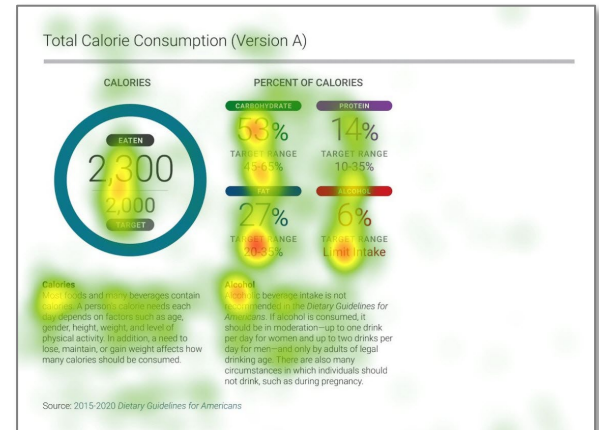 Total Calorie Consumption (Version A)
CALORIES
EATEN
2,300
2,000
TARGET
PERCENT OF CALORIES
CARBOHYDRATE
53%
TARGET RANGE
45-65%
PROTEIN
14%
TARGET RANGE
10-35%
FAT
27%
TARGET RANGE
20-35%
ALCOHOL
6%
TARGET RANGE
Limit Intake
Calories
Most foods and many beverages contain
calories. A person's calorie needs each
day depends on factors such as age,
gender, height, weight, and level of
physical activity. In addition, a need to
lose, maintain, or gain weight affects how
many calories should be consumed.
Alcohol
Alcoholic beverage intake is not
recommended in the Dietary Guidelines for
Americans. If alcohol is consumed, it
should be in moderation—up to one drink
per day for women and up to two drinks per
day for men—and only by adults of legal
drinking age. There are also many
circumstances in which individuals should
not drink, such as during pregnancy.
Source: 2015-2020 Dietary Guidelines for Americans